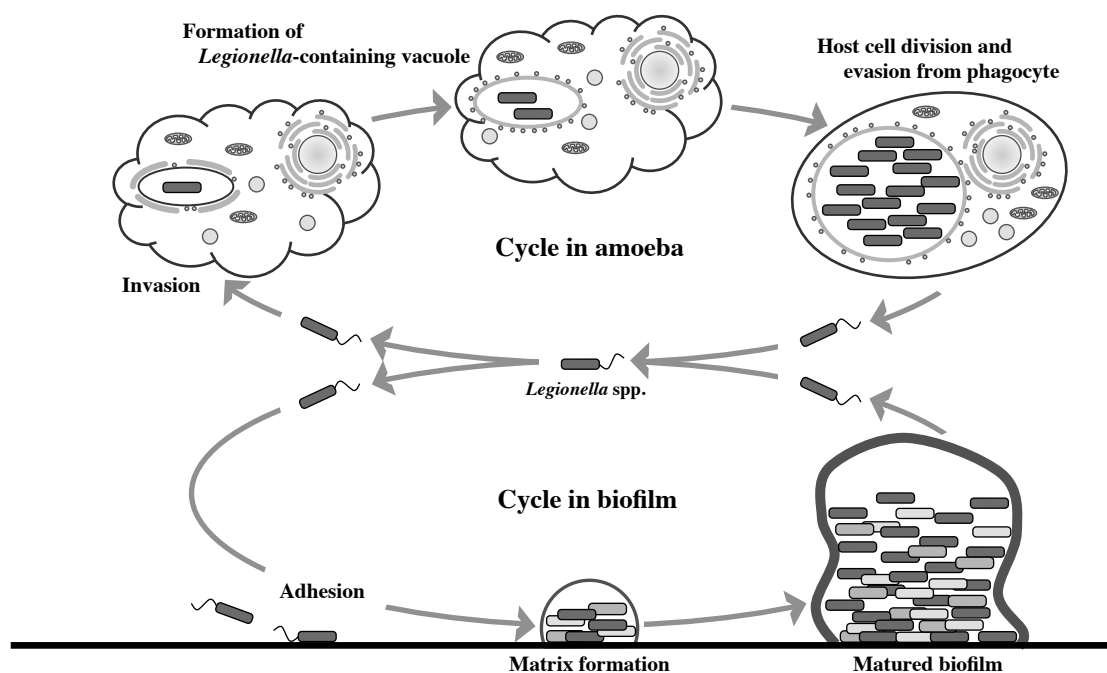 Formation of
Legionella-containing vacuole
Host cell division and
evasion from phagocyte
Cycle in amoeba
Invasion
Legionella spp.
Cycle in biofilm
Adhesion
Matrix formation
Matured biofilm